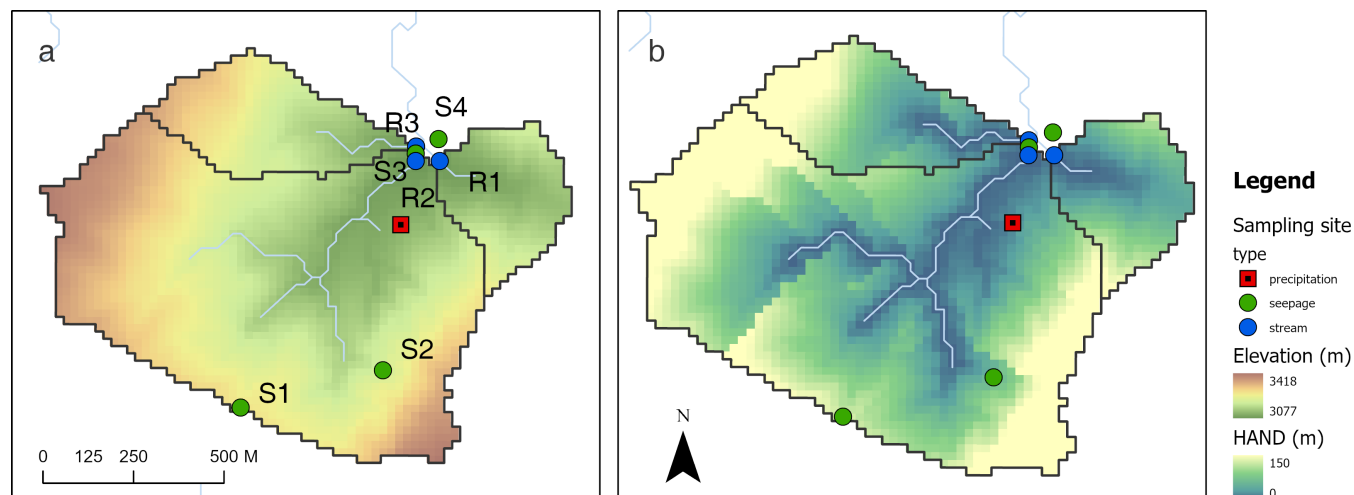 a
b
S4
R3
S3
R1
R2
S2
S1
0 125 250 500 M
N
Legend
Sampling site
type
precipitation
seepage
stream
Elevation (m)
3418
3077
HAND (m)
150
0